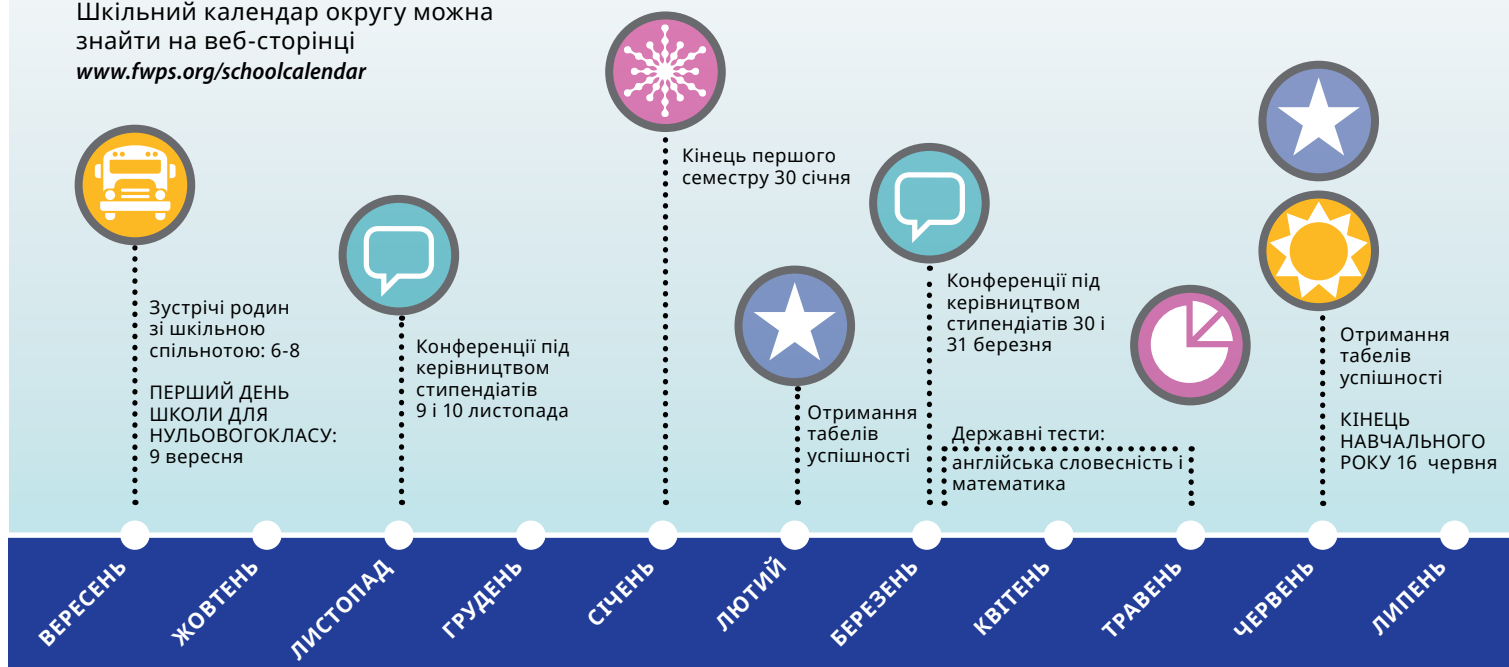 Шкільний календар округу можна
знайти на веб-сторінці
www.fwps.org/schoolcalendar
Зустрічі родин
зі шкільною
спільнотою: 6-8
ПЕРШИЙ ДЕНЬ
ШКОЛИ ДЛЯ
НУЛЬОВОГОКЛАСУ:
9 вересня
Конференції під
керівництвом
стипендіатів
9 і 10 листопада
Кінець першого
семестру 30 січня
Отримання
табелів
успішності
Конференції під
керівництвом
стипендіатів 30 і
31 березня
Державні тести:
англійська словесність і
математика
Отримання
табелів
успішності
КІНЕЦЬ
НАВЧАЛЬНОГО
РОКУ 16 червня
ВЕРЕСЕНЬ
ЖОВТЕНЬ
ЛИСТОПАД
ГРУДЕНЬ
СІЧЕНЬ
ЛЮТИЙ
БЕРЕЗЕНЬ
КВІТЕНЬ
ТРАВЕНЬ
ЧЕРВЕНЬ
ЛИПЕНЬ